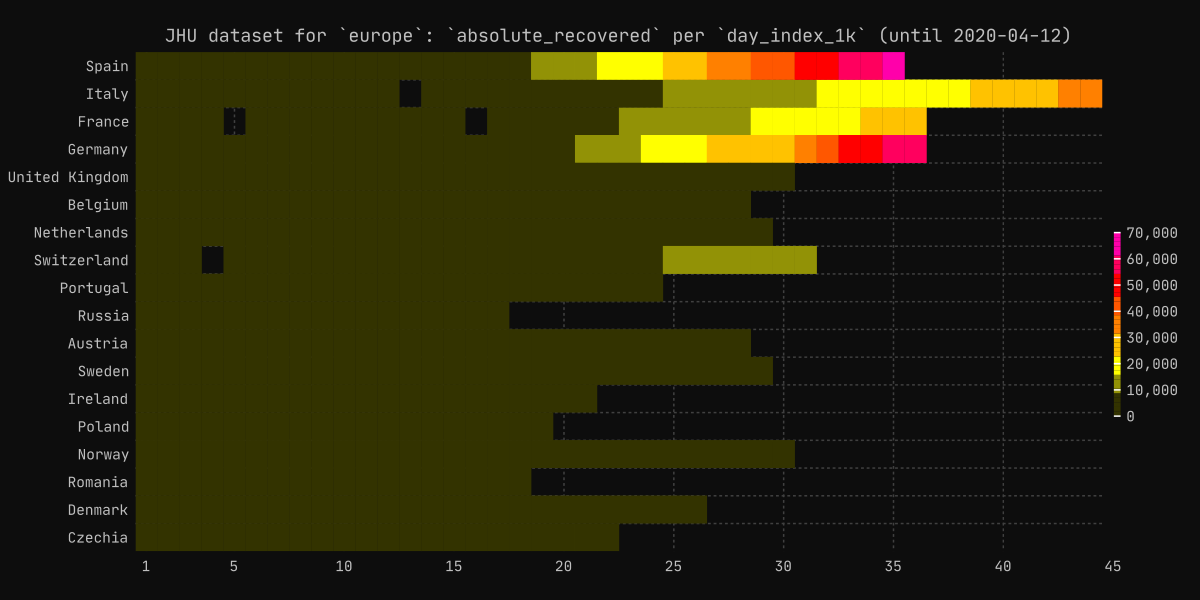 JHU dataset for `europe`: `absolute_recovered` per `day_index_1k` (until 2020-04-12)
Spain
Italy
France
Germany
United Kingdom
Belgium
Netherlands
Switzerland
Portugal
Russia
Austria
Sweden
Ireland
Poland
Norway
Romania
Denmark
Czechia
1 5 10 15 20 25 30 35 40 45
70,000
60,000
50,000
40,000
30,000
20,000
10,000
0